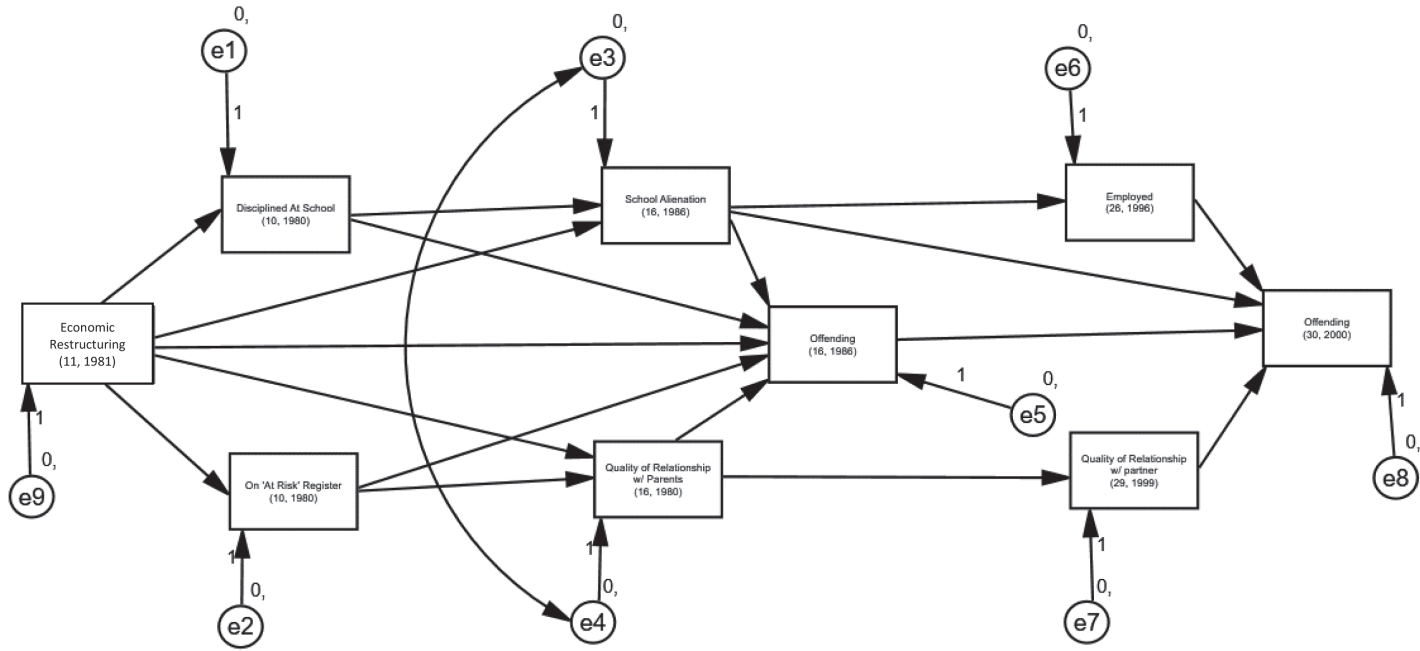 0,
e1
1
Disciplined At School
(10, 1980)
0,
e3
1
School Alienation
(16, 1986)
0,
e6
1
Employed
(26, 1996)
Economic
Restructuring
(11, 1981)
1
0,
e9
Offending
(16, 1986)
1
0,
e5
Offending
(30, 2000)
1
0,
e8
On 'At Risk' Register
(10, 1980)
1
0,
e2
Quality of Relationship
w/ Parents
(16, 1980)
1
0,
e4
Quality of Relationship
w/ partner
(29, 1999)
1
0,
e7